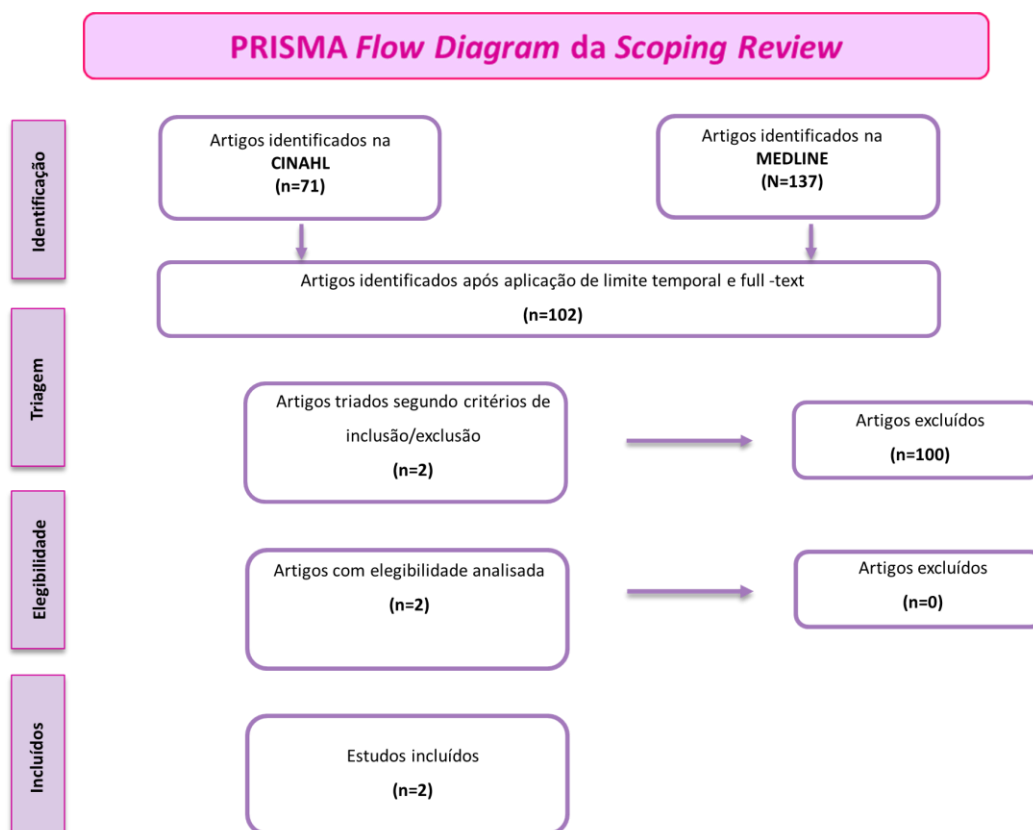 PRISMA Flow Diagram da Scoping Review
Identificação
Artigos identificados na
CINAHL
(n=71)
Artigos identificados na
MEDLINE
(N=137)
Artigos identificados após aplicação de limite temporal e full -text
(n=102)
Triagem
Artigos triados segundo critérios de
inclusão/exclusão
(n=2)
Artigos excluídos
(n=100)
Elegibilidade
Artigos com elegibilidade analisada
(n=2)
Artigos excluídos
(n=0)
Incluídos
Estudos incluídos
(n=2)